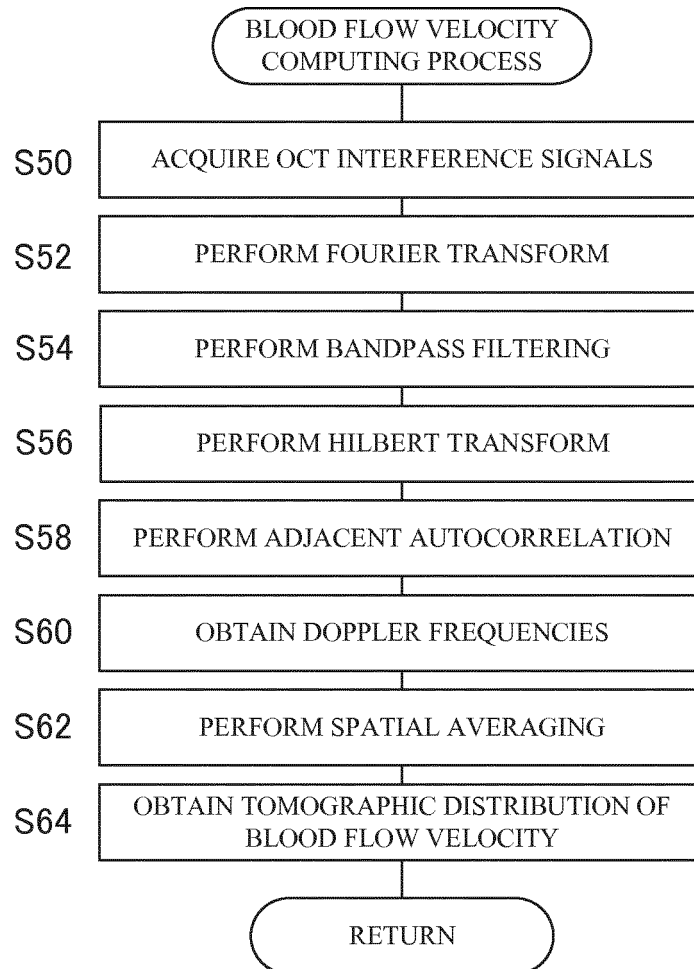 BLOOD FLOW VELOCITY
COMPUTING PROCESS
S50 ACQUIRE OCT INTERFERENCE SIGNALS
S52 PERFORM FOURIER TRANSFORM
S54 PERFORM BANDPASS FILTERING
S56 PERFORM HILBERT TRANSFORM
S58 PERFORM ADJACENT AUTOCORRELATION
S60 OBTAIN DOPPLER FREQUENCIES
S62 PERFORM SPATIAL AVERAGING
S64 OBTAIN TOMOGRAPHIC DISTRIBUTION OF
BLOOD FLOW VELOCITY
RETURN